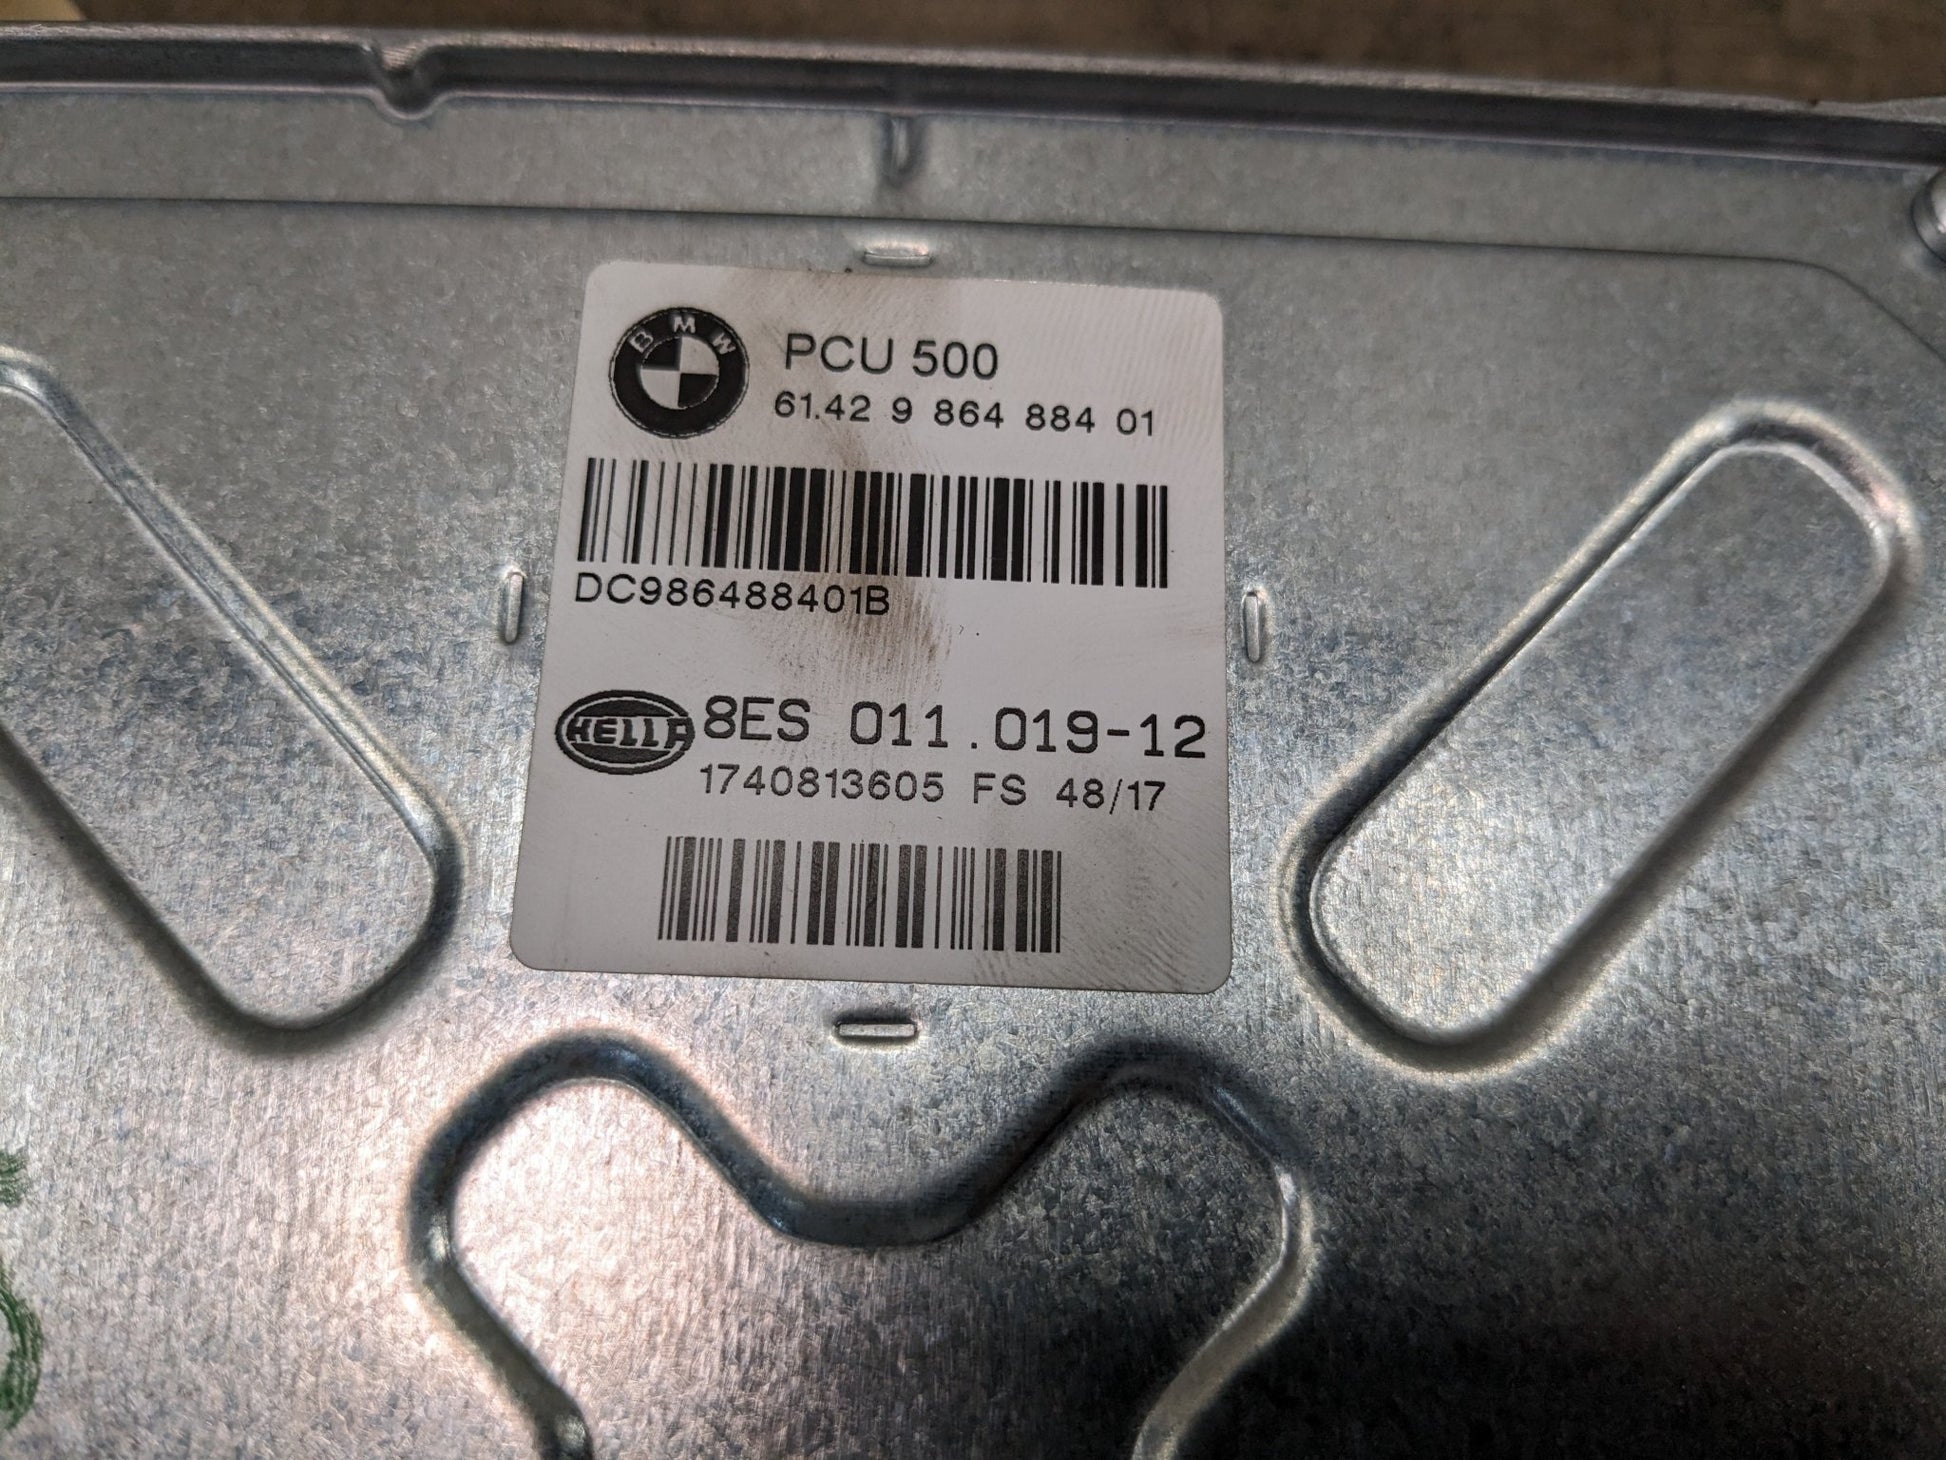 BMW
PCU 500
61.42 9 864 884 01
DC986488401B
HELLA
8ES 011.019-12
1740813605 FS 48/17